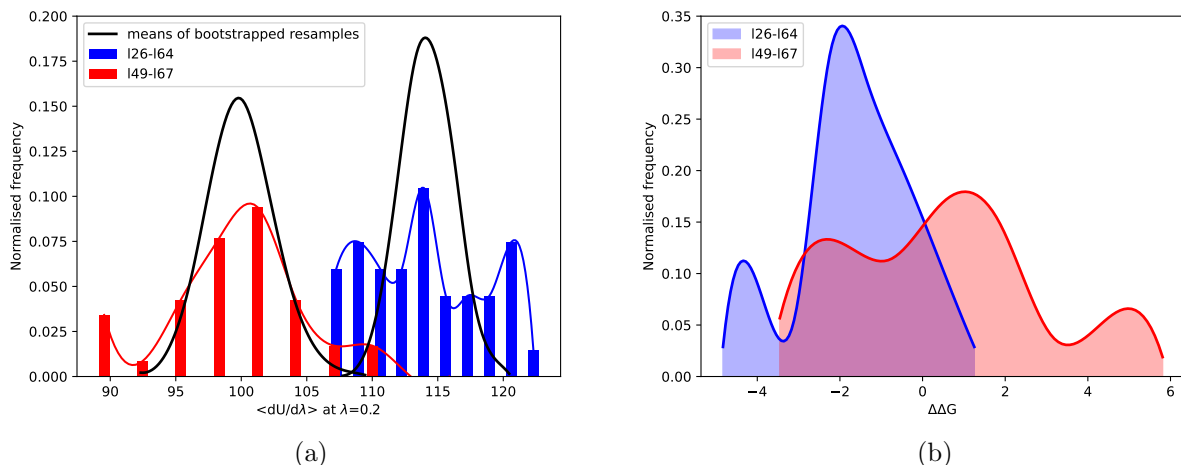 0.200
0.175
0.150
0.125
0.100
0.075
0.050
0.025
0.000
Normalised frequency
means of bootstrapped resamples
l26-l64
l49-l67
90 95 100 105 110 115 120
<dU/dλ> at λ=0.2
(a)
0.35
0.30
0.25
0.20
0.15
0.10
0.05
0.00
Normalised frequency
l26-l64
l49-l67
−4 −2 0 2 4 6
ΔΔG
(b)